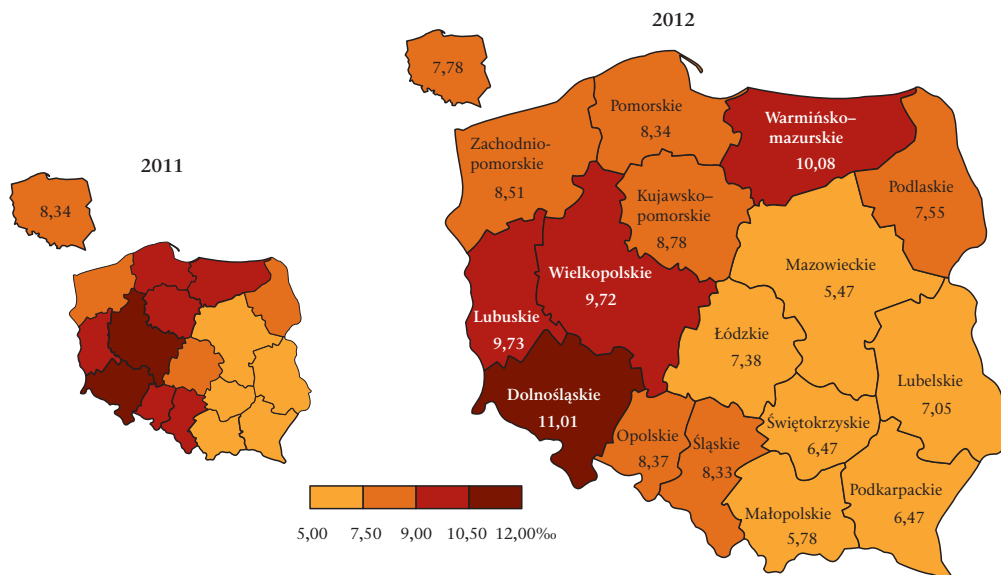 2012
7,78
Pomorskie
8,34
Warmińsko–
mazurskie
10,08
Zachodnio-
pomorskie
8,51
2011
8,34
Kujawsko–
pomorskie
8,78
Podlaskie
7,55
Wielkopolskie
9,72
Mazowieckie
5,47
Lubuskie
9,73
Łódzkie
7,38
Lubelskie
7,05
Dolnośląskie
11,01
Opolskie
8,37
Śląskie
8,33
Świętokrzyskie
6,47
Podkarpackie
6,47
Małopolskie
5,78
5,00 7,50 9,00 10,50 12,00‰